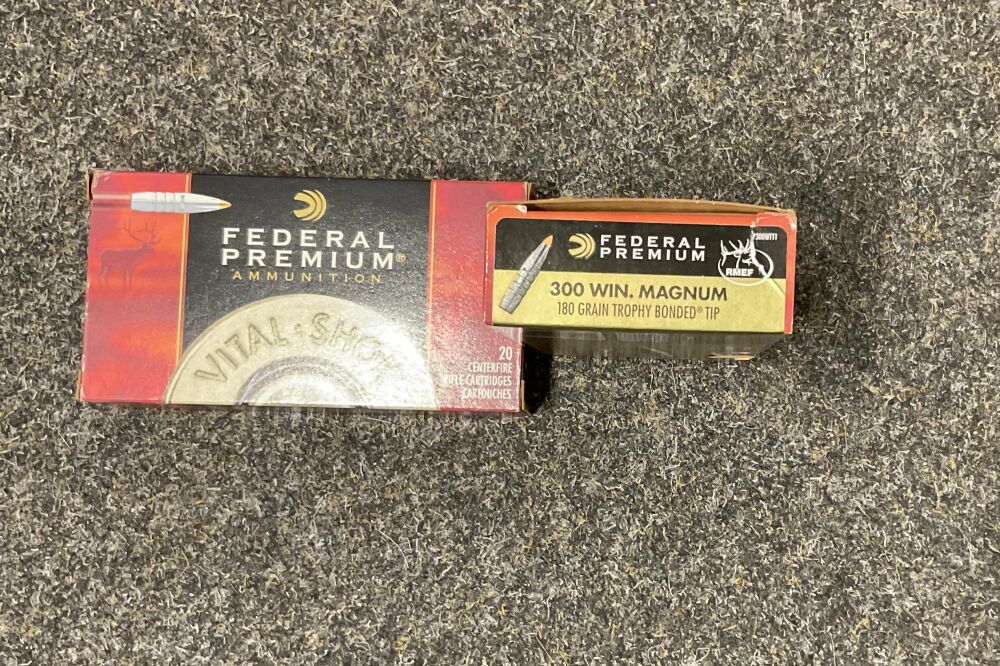 FEDERAL
PREMIUM®
AMMUNITION
VITAL·SHOK
20
CENTERFIRE
RIFLE CARTRIDGES
CARTOUCHES
FEDERAL
PREMIUM
P300WTT1
RMEF
300 WIN. MAGNUM
180 GRAIN TROPHY BONDED® TIP